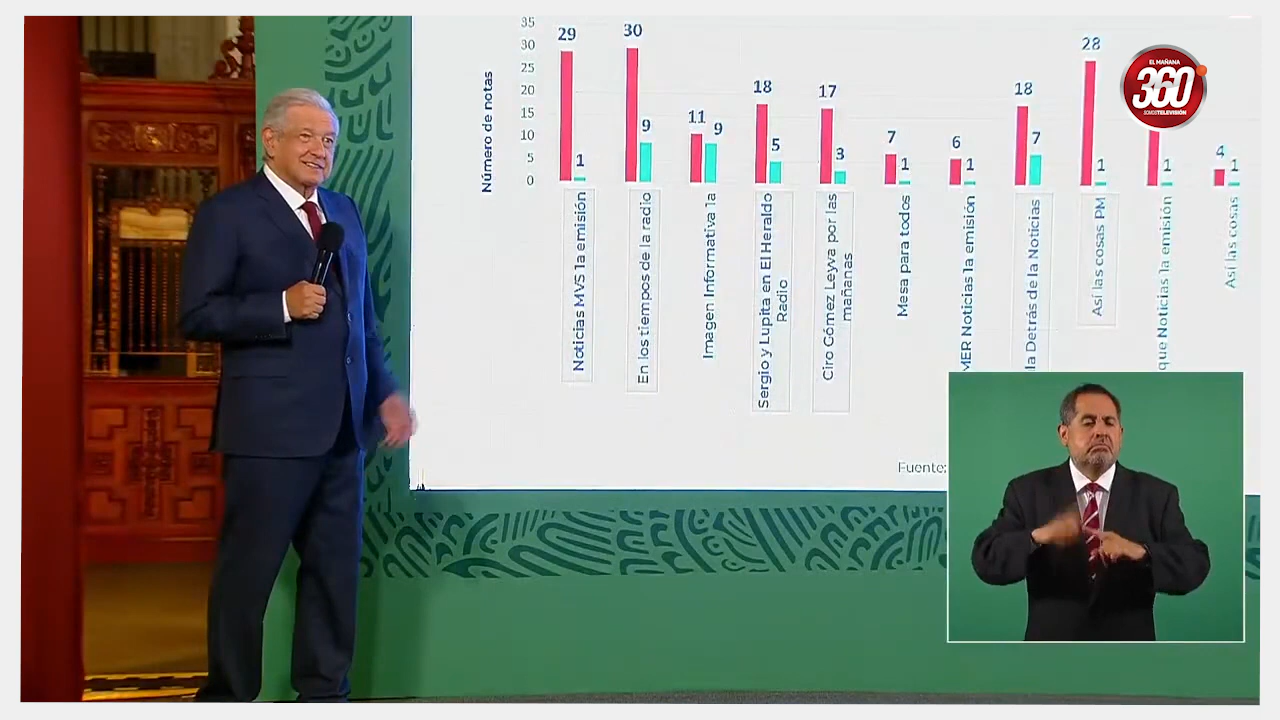 35
30
25
20
15
10
5
0
Número de notas
29
1
30
9
11
9
18
5
17
3
7
1
6
1
18
7
28
1
1
4
1
Noticias MVS 1a emisión
En los tiempos de la radio
Imagen Informativa 1a
Sergio y Lupita en El Heraldo
Radio
Ciro Gómez Leyva por las
mañanas
Mesa para todos
MER Noticias 1a emisión
la Detrás de la Noticias
Así las cosas PM
que Noticias 1a emisión
Así las cosas
Fuente:
EL MAÑANA
360
SOMOS TELEVISIÓN